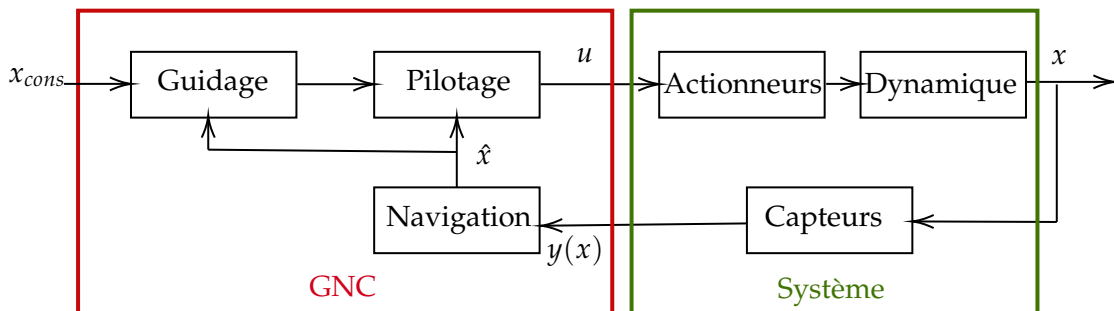 x_cons
Guidage
Pilotage
u
Actionneurs
Dynamique
x
x̂
Navigation
y(x)
Capteurs
GNC
Système